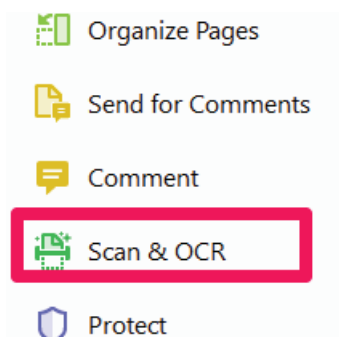 Organize Pages
Send for Comments
Comment
Scan & OCR
Protect